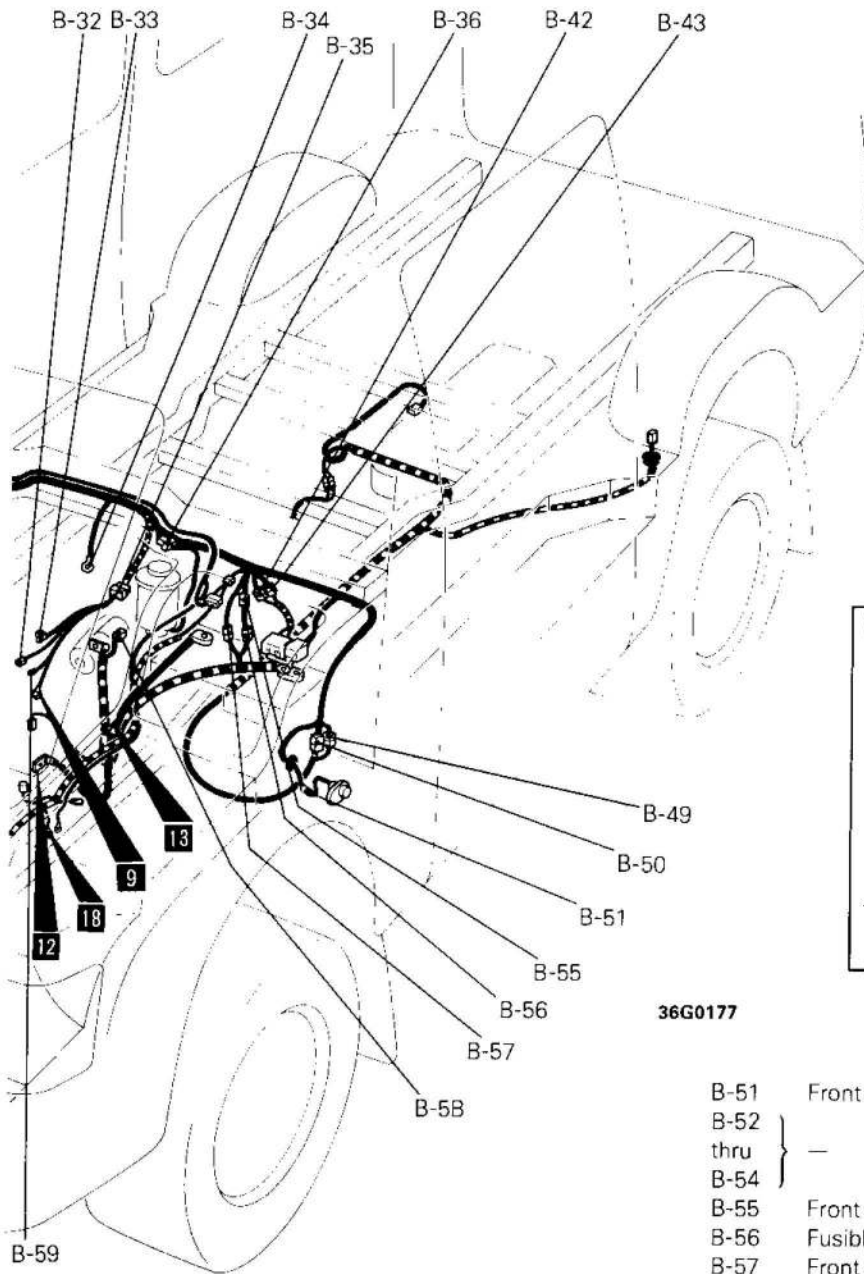 B-32 B-33 B-34 B-36 B-42 B-43
B-35
B-49
13
B-50
9
B-51
18
12
B-55
B-56
36G0177
B-57
B-51 Front
B-5B
B-52
thru } —
B-54
B-55 Front
B-59
B-56 Fusibl
B-57 Front